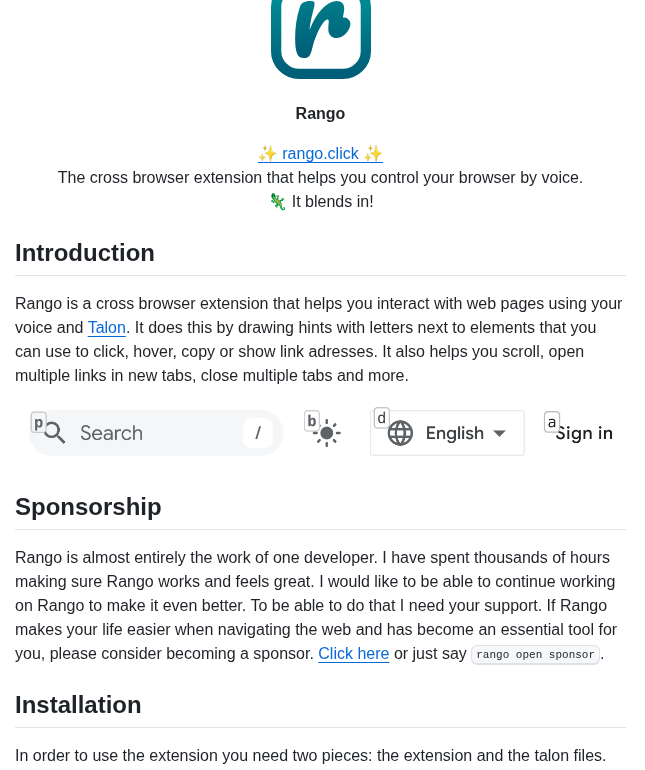 r
Rango
✨ rango.click ✨
The cross browser extension that helps you control your browser by voice.
🦎 It blends in!
Introduction
Rango is a cross browser extension that helps you interact with web pages using your
voice and Talon. It does this by drawing hints with letters next to elements that you
can use to click, hover, copy or show link adresses. It also helps you scroll, open
multiple links in new tabs, close multiple tabs and more.
p Search / b d English a Sign in
Sponsorship
Rango is almost entirely the work of one developer. I have spent thousands of hours
making sure Rango works and feels great. I would like to be able to continue working
on Rango to make it even better. To be able to do that I need your support. If Rango
makes your life easier when navigating the web and has become an essential tool for
you, please consider becoming a sponsor. Click here or just say rango open sponsor.
Installation
In order to use the extension you need two pieces: the extension and the talon files.